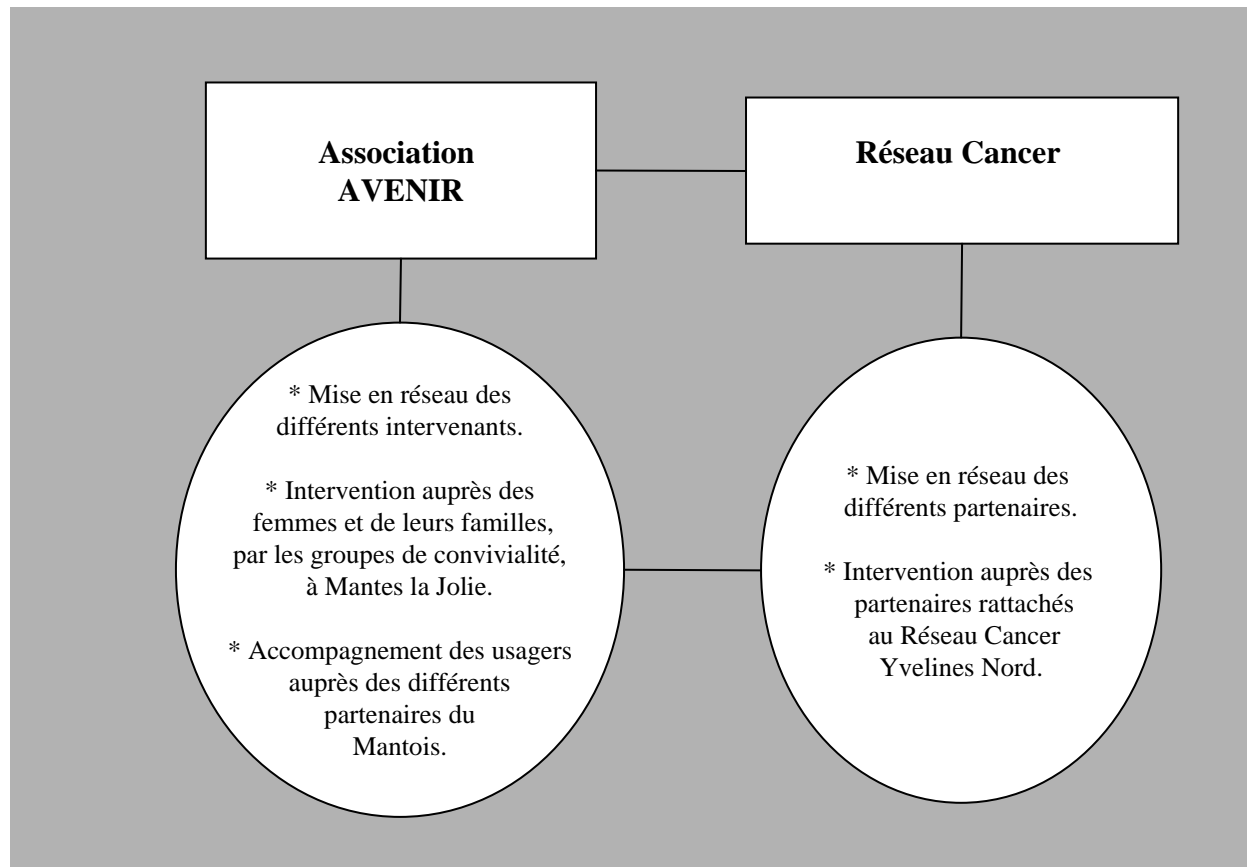 Association
AVENIR
Réseau Cancer
* Mise en réseau des
différents intervenants.
* Intervention auprès des
femmes et de leurs familles,
par les groupes de convivialité,
à Mantes la Jolie.
* Accompagnement des usagers
auprès des différents
partenaires du
Mantois.
* Mise en réseau des
différents partenaires.
* Intervention auprès des
partenaires rattachés
au Réseau Cancer
Yvelines Nord.